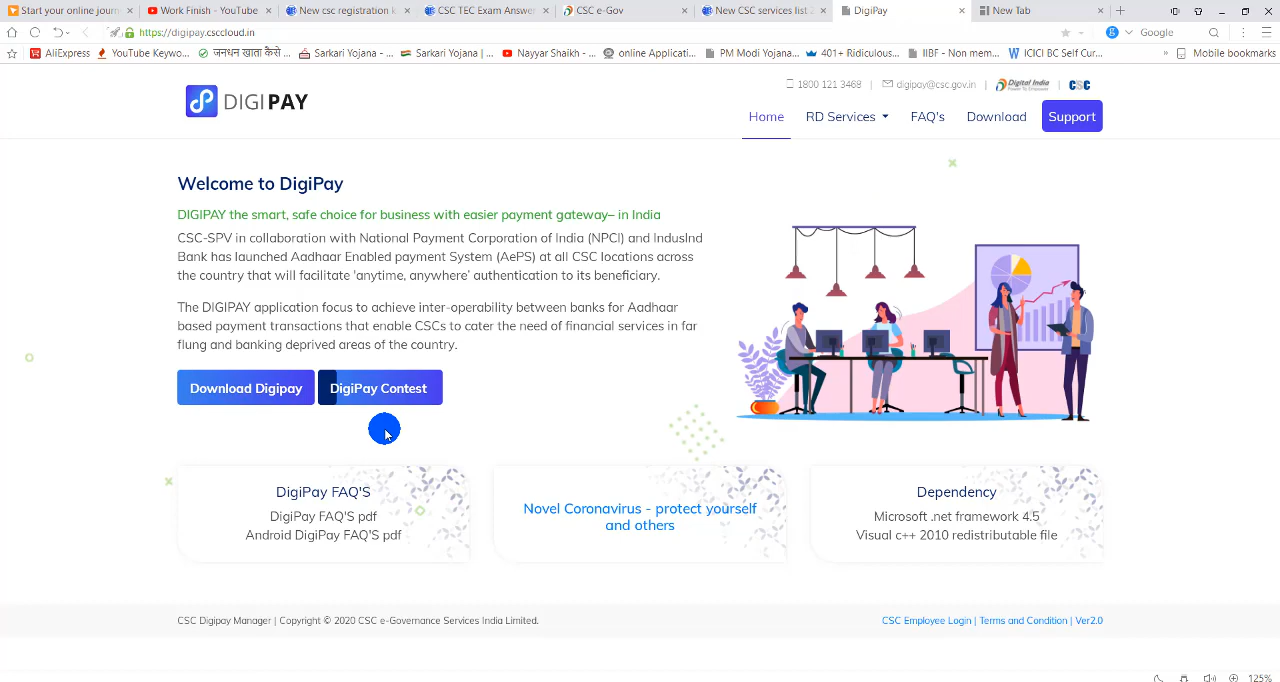 Start your online journ
Work Finish - YouTube
New csc registration k
CSC TEC Exam Answer
CSC e-Gov
New CSC services list 2
DigiPay
New Tab
https://digipay.csccloud.in
Google
AliExpress
YouTube Keywo...
जनधन खाता कैसे ...
Sarkari Yojana - ...
Sarkari Yojana | ...
Nayyar Shaikh - ...
online Applicati...
PM Modi Yojana...
401+ Ridiculous...
IIBF - Non mem...
ICICI BC Self Cur...
»
Mobile bookmarks
DIGIPAY
1800 121 3468 |
digipay@csc.gov.in |
Digital India
Power To Empower
|
CSC
Home
RD Services
FAQ's
Download
Support
Welcome to DigiPay
DIGIPAY the smart, safe choice for business with easier payment gateway– in India
CSC-SPV in collaboration with National Payment Corporation of India (NPCI) and IndusInd
Bank has launched Aadhaar Enabled payment System (AePS) at all CSC locations across
the country that will facilitate 'anytime, anywhere' authentication to its beneficiary.
The DIGIPAY application focus to achieve inter-operability between banks for Aadhaar
based payment transactions that enable CSCs to cater the need of financial services in far
flung and banking deprived areas of the country.
Download Digipay
DigiPay Contest
DigiPay FAQ'S
DigiPay FAQ'S pdf
Android DigiPay FAQ'S pdf
Novel Coronavirus - protect yourself
and others
Dependency
Microsoft .net framework 4.5
Visual c++ 2010 redistributable file
CSC Digipay Manager | Copyright © 2020 CSC e-Governance Services India Limited.
CSC Employee Login | Terms and Condition | Ver2.0
125%